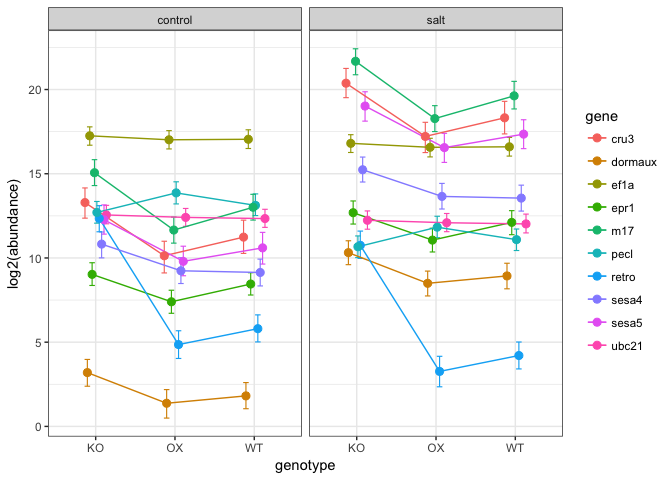 control
salt
log2(abundance)
20
15
10
5
0
KO
OX
WT
KO
OX
WT
genotype
gene
cru3
dormaux
ef1a
epr1
m17
pecl
retro
sesa4
sesa5
ubc21